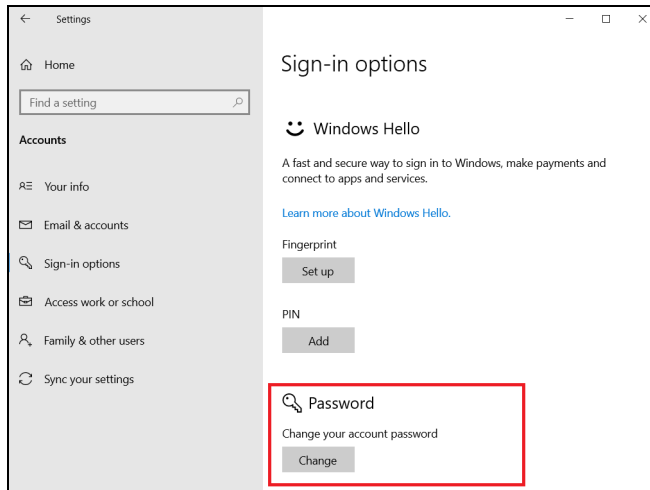 Settings
Home
Find a setting
Accounts
Your info
Email & accounts
Sign-in options
Access work or school
Family & other users
Sync your settings
Sign-in options
Windows Hello
A fast and secure way to sign in to Windows, make payments and
connect to apps and services.
Learn more about Windows Hello.
Fingerprint
Set up
PIN
Add
Password
Change your account password
Change